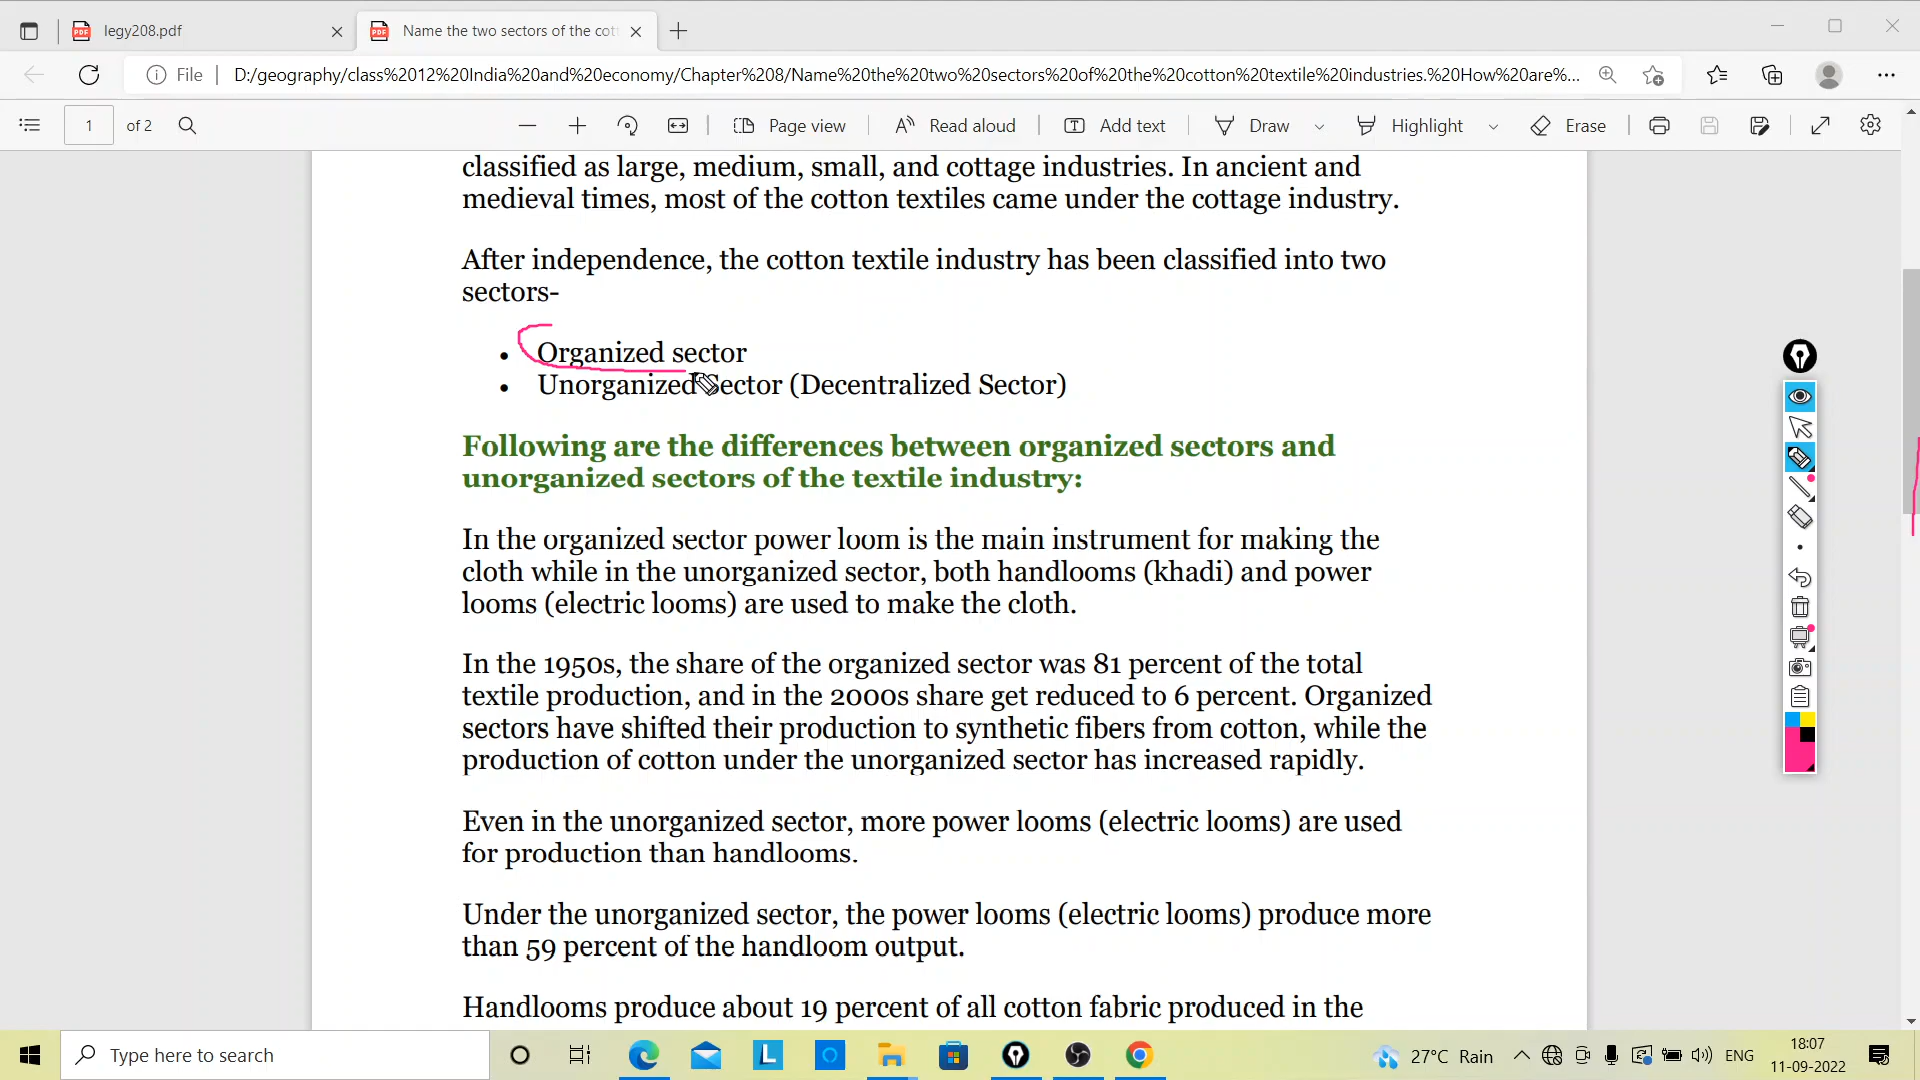 legy208.pdf
Name the two sectors of the cot
File
D:/geography/class%2012%20India%20and%20economy/Chapter%208/Name%20the%20two%20sectors%20of%20the%20cotton%20textile%20industries.%20How%20are%...
1 of 2
Page view
Read aloud
Add text
Draw
Highlight
Erase
classified as large, medium, small, and cottage industries. In ancient and
medieval times, most of the cotton textiles came under the cottage industry.
After independence, the cotton textile industry has been classified into two
sectors-
• Organized sector
• Unorganized Sector (Decentralized Sector)
Following are the differences between organized sectors and
unorganized sectors of the textile industry:
In the organized sector power loom is the main instrument for making the
cloth while in the unorganized sector, both handlooms (khadi) and power
looms (electric looms) are used to make the cloth.
In the 1950s, the share of the organized sector was 81 percent of the total
textile production, and in the 2000s share get reduced to 6 percent. Organized
sectors have shifted their production to synthetic fibers from cotton, while the
production of cotton under the unorganized sector has increased rapidly.
Even in the unorganized sector, more power looms (electric looms) are used
for production than handlooms.
Under the unorganized sector, the power looms (electric looms) produce more
than 59 percent of the handloom output.
Handlooms produce about 19 percent of all cotton fabric produced in the
Type here to search
27°C Rain
ENG
18:07
11-09-2022